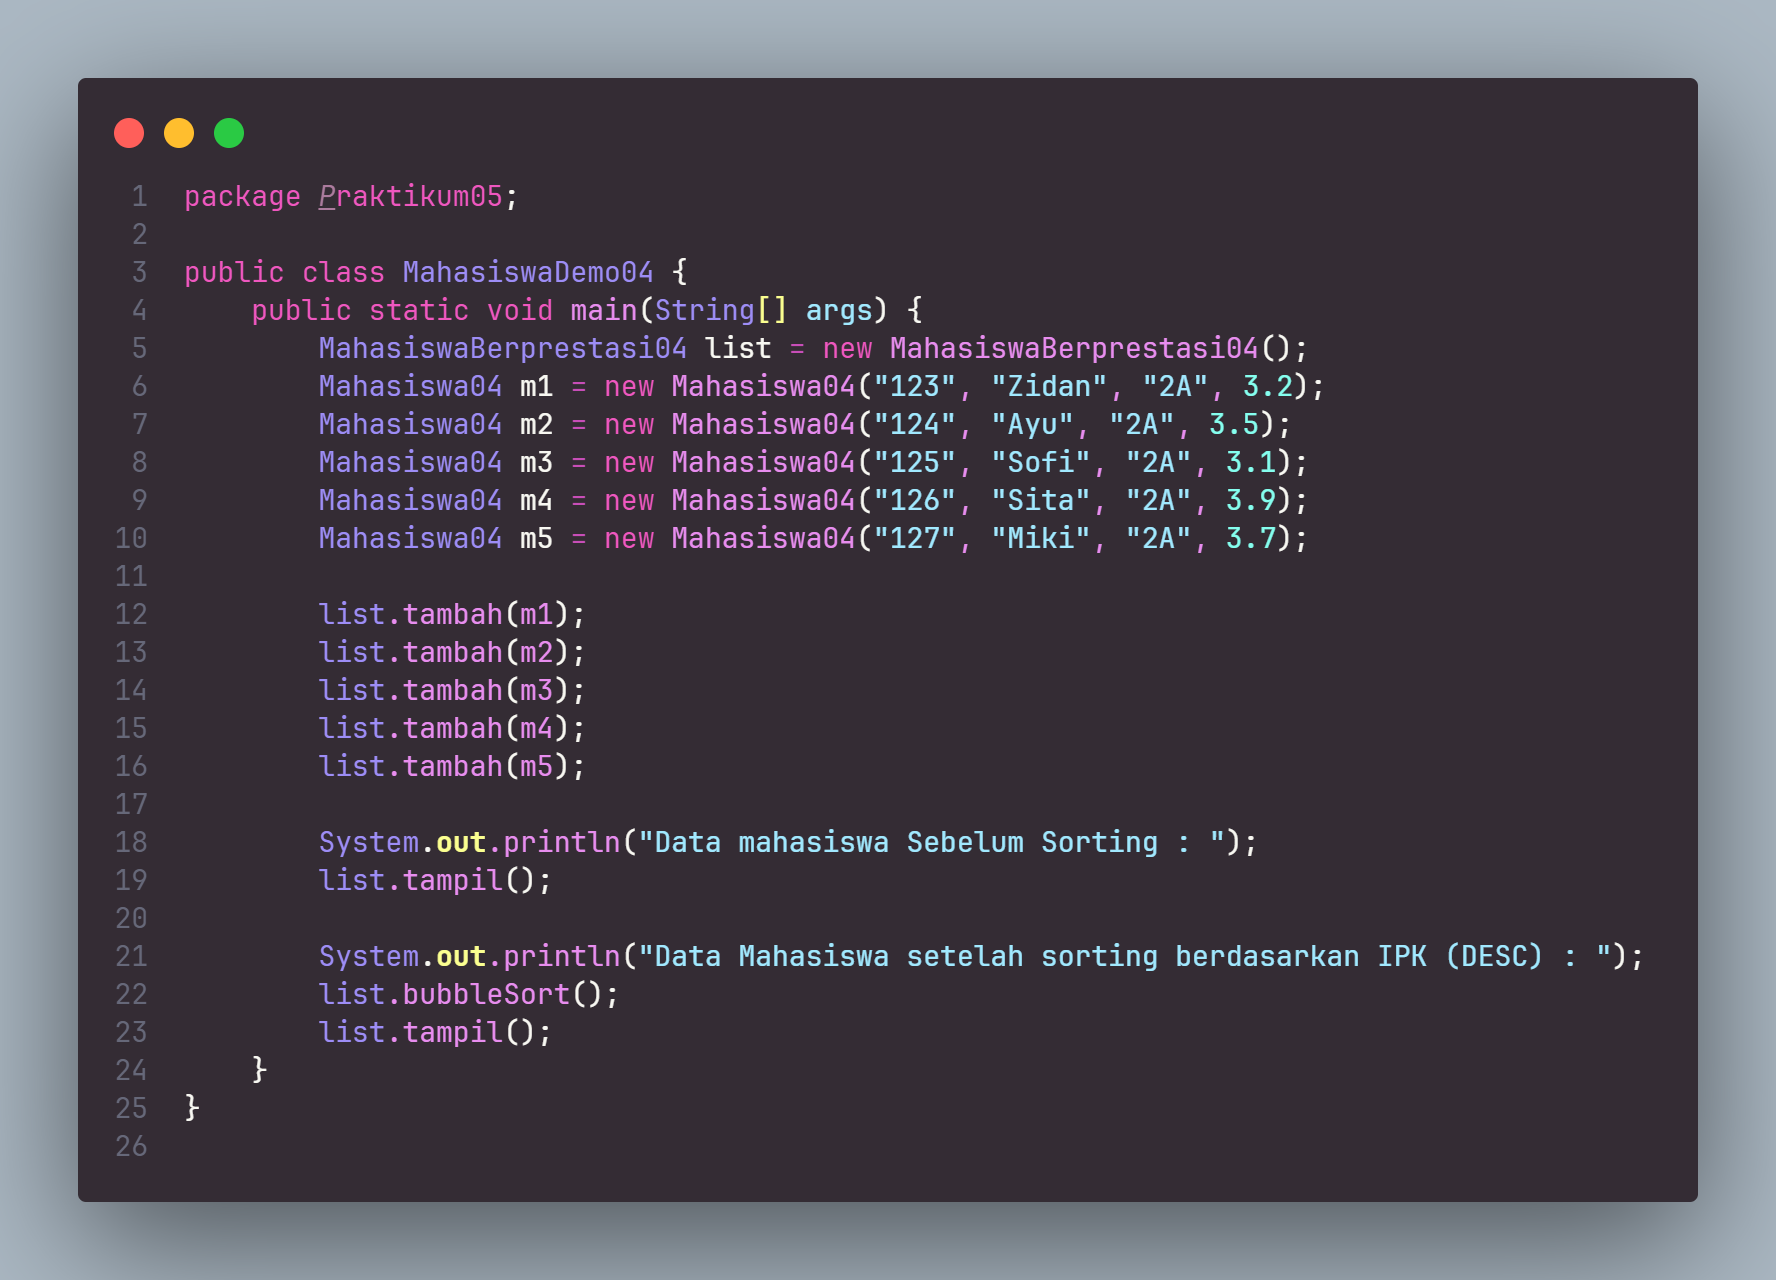 1 package Praktikum05;
2
3 public class MahasiswaDemo04 {
4     public static void main(String[] args) {
5         MahasiswaBerprestasi04 list = new MahasiswaBerprestasi04();
6         Mahasiswa04 m1 = new Mahasiswa04("123", "Zidan", "2A", 3.2);
7         Mahasiswa04 m2 = new Mahasiswa04("124", "Ayu", "2A", 3.5);
8         Mahasiswa04 m3 = new Mahasiswa04("125", "Sofi", "2A", 3.1);
9         Mahasiswa04 m4 = new Mahasiswa04("126", "Sita", "2A", 3.9);
10         Mahasiswa04 m5 = new Mahasiswa04("127", "Miki", "2A", 3.7);
11
12         list.tambah(m1);
13         list.tambah(m2);
14         list.tambah(m3);
15         list.tambah(m4);
16         list.tambah(m5);
17
18         System.out.println("Data mahasiswa Sebelum Sorting : ");
19         list.tampil();
20
21         System.out.println("Data Mahasiswa setelah sorting berdasarkan IPK (DESC) : ");
22         list.bubbleSort();
23         list.tampil();
24     }
25 }
26